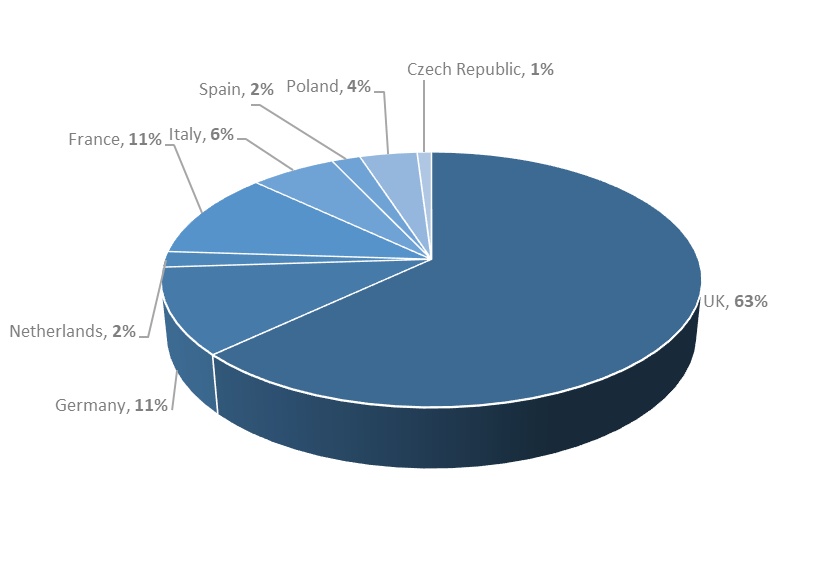 Czech Republic, 1%
Spain, 2%
Poland, 4%
France, 11%
Italy, 6%
UK, 63%
Netherlands, 2%
Germany, 11%